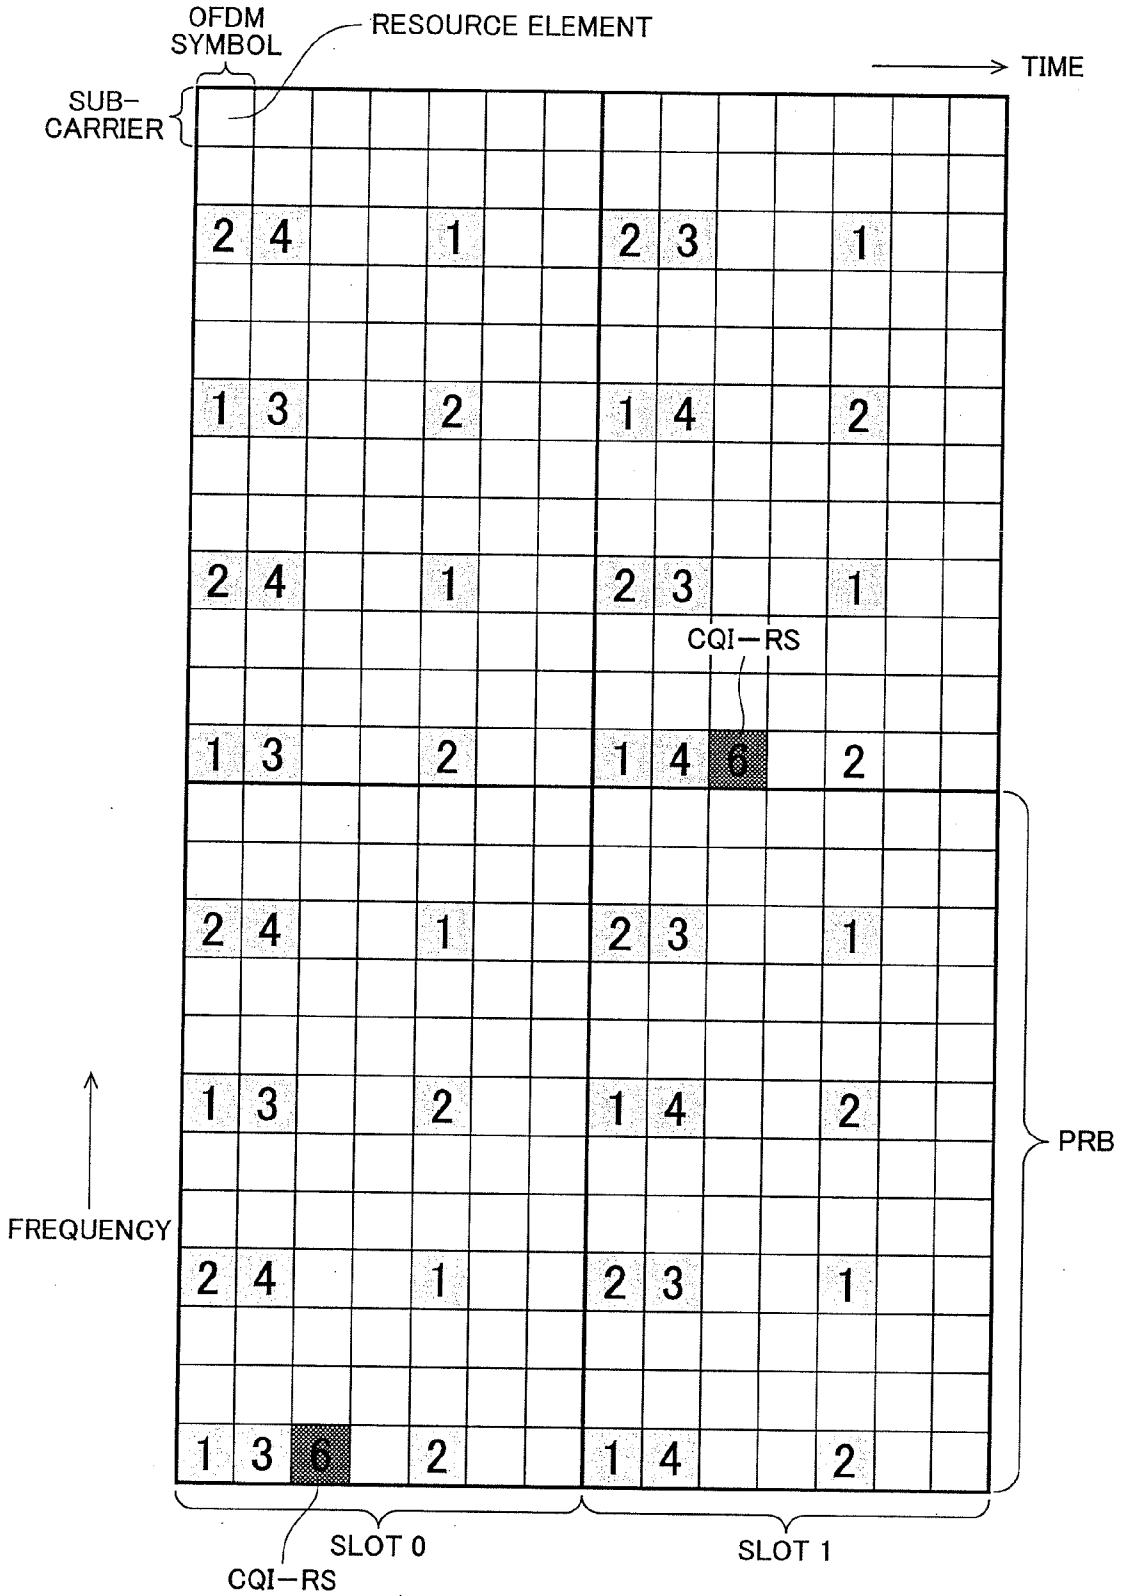 OFDM
SYMBOL
RESOURCE ELEMENT
TIME
SUB-
CARRIER
2 4 1 2 3 1
1 3 2 1 4 2
2 4 1 2 3 1
CQI-RS
1 3 2 1 4 6 2
2 4 1 2 3 1
1 3 2 1 4 2
PRB
FREQUENCY
2 4 1 2 3 1
1 3 6 2 1 4 2
SLOT 0
SLOT 1
CQI-RS